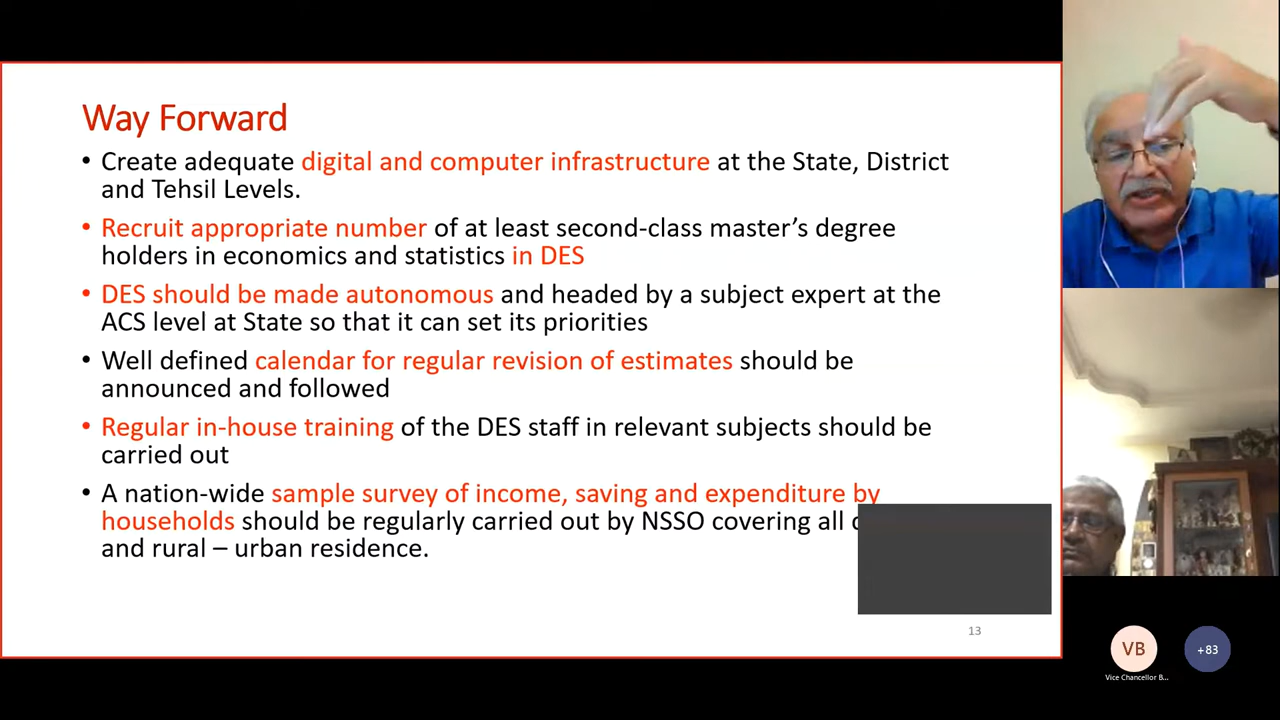 Way Forward
• Create adequate digital and computer infrastructure at the State, District
and Tehsil Levels.
• Recruit appropriate number of at least second-class master’s degree
holders in economics and statistics in DES
• DES should be made autonomous and headed by a subject expert at the
ACS level at State so that it can set its priorities
• Well defined calendar for regular revision of estimates should be
announced and followed
• Regular in-house training of the DES staff in relevant subjects should be
carried out
• A nation-wide sample survey of income, saving and expenditure by
households should be regularly carried out by NSSO covering all
and rural – urban residence.
13
VB
+83
Vice Chancellor B...